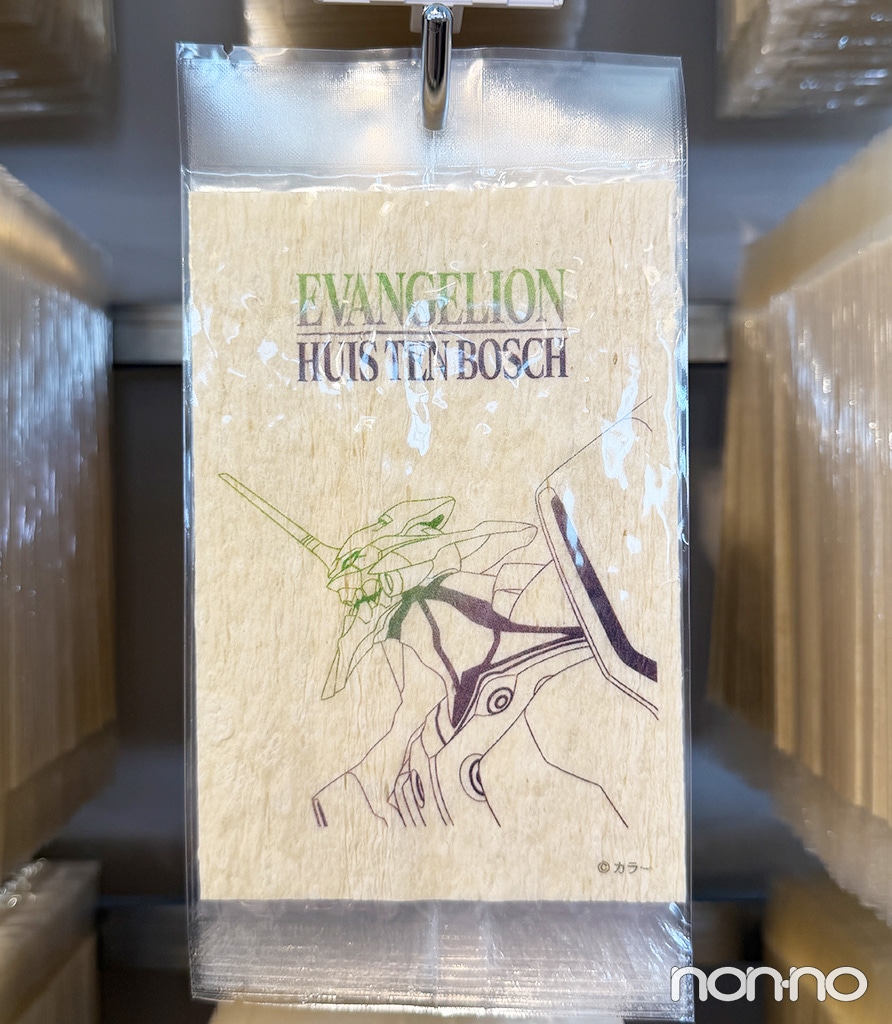 EVANGELION
HUIS TEN BOSCH
© カラー
non-no